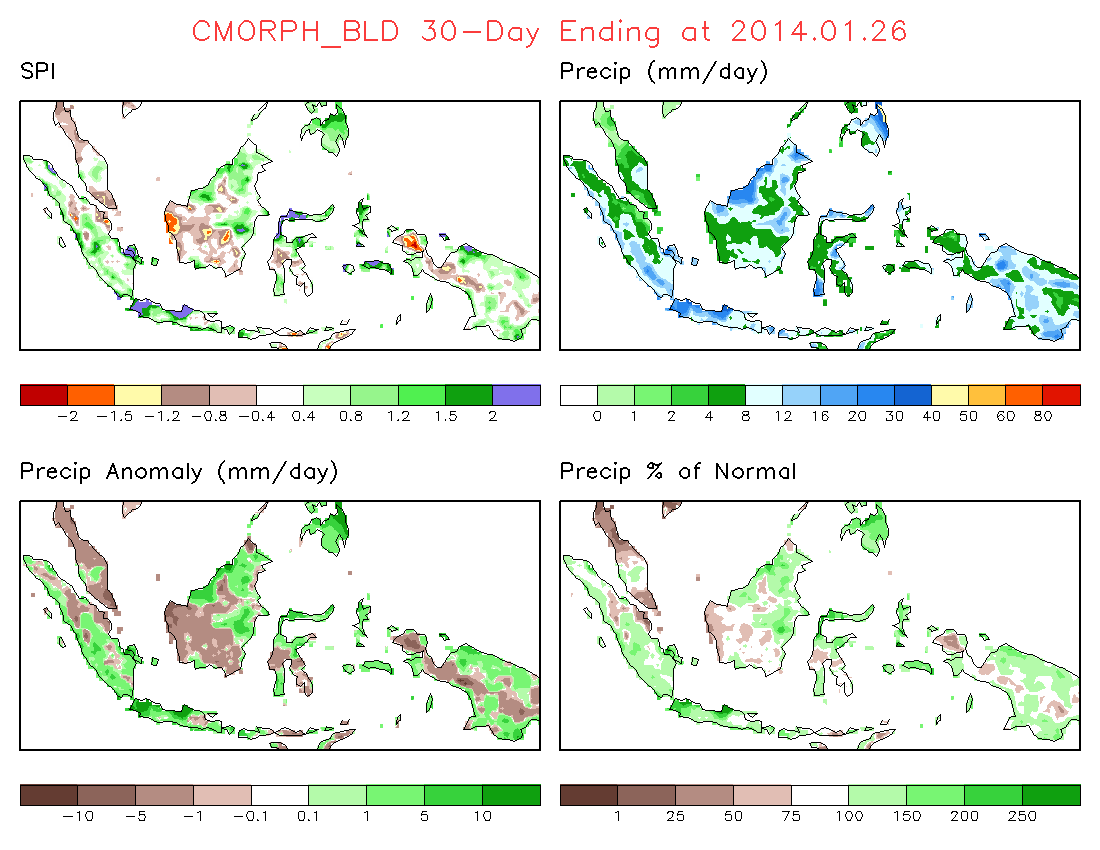 CMORPH_BLD 30-Day Ending at 2014.01.26
SPI
Precip (mm/day)
-2 -1.5 -1.2 -0.8 -0.4 0.4 0.8 1.2 1.5 2
0 1 2 4 8 12 16 20 30 40 50 60 80
Precip Anomaly (mm/day)
Precip % of Normal
-10 -5 -1 -0.1 0.1 1 5 10
1 25 50 75 100 150 200 250